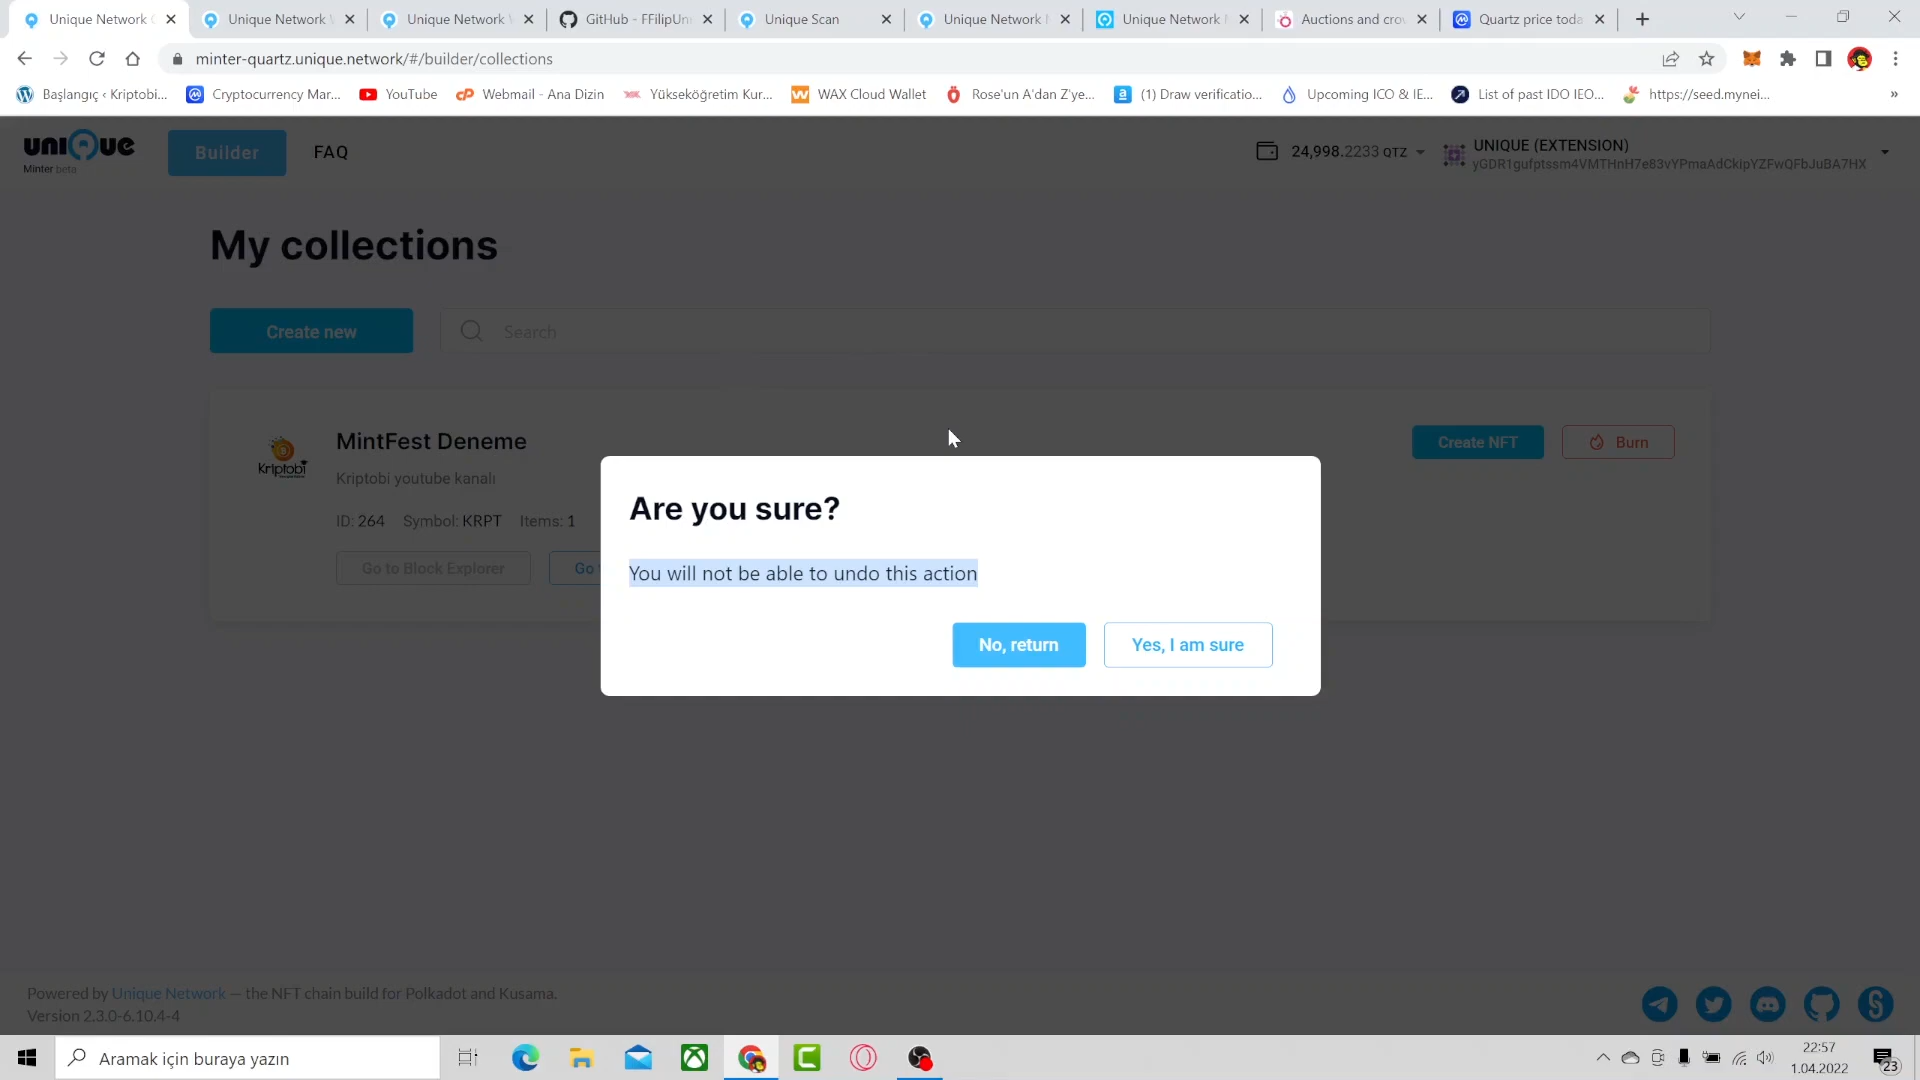 Unique Network
Unique Network
Unique Network
GitHub - FFilipUn
Unique Scan
Unique Network
Unique Network
Auctions and cro
Quartz price toda
minter-quartz.unique.network/#/builder/collections
Başlangıç ‹ Kriptobi...
Cryptocurrency Mar...
YouTube
Webmail - Ana Dizin
Yükseköğretim Kur...
WAX Cloud Wallet
Rose'un A'dan Z'ye...
(1) Draw verificatio...
Upcoming ICO & IE...
List of past IDO IEO...
https://seed.mynei...
»
uniQue
Minter beta
Builder
FAQ
24,998.2233 QTZ
UNIQUE (EXTENSION)
yGDR1gufptssm4VMTHnH7e83vYPmaAdCkipYZFwQFbJuBA7HX
My collections
Create new
Search
Kriptobi
MintFest Deneme
Kriptobi youtube kanalı
ID: 264 Symbol: KRPT Items: 1
Go to Block Explorer
Go
Create NFT
Burn
Are you sure?
You will not be able to undo this action
No, return
Yes, I am sure
Powered by Unique Network — the NFT chain build for Polkadot and Kusama.
Version 2.3.0-6.10.4-4
Aramak için buraya yazın
22:57
1.04.2022
23